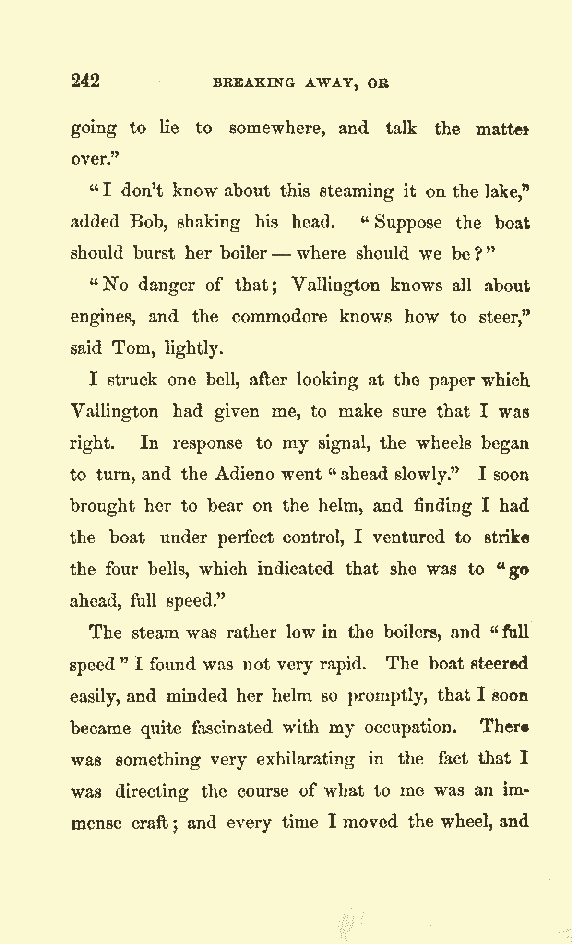 242 BREAKING AWAY, OR
going to lie to somewhere, and talk the matter
over."
"I don't know about this steaming it on the lake,"
added Bob, shaking his head. "Suppose the boat
should burst her boiler — where should we be?"
"No danger of that; Vallington knows all about
engines, and the commodore knows how to steer,"
said Tom, lightly.
I struck one bell, after looking at the paper which
Vallington had given me, to make sure that I was
right. In response to my signal, the wheels began
to turn, and the Adieno went "ahead slowly." I soon
brought her to bear on the helm, and finding I had
the boat under perfect control, I ventured to strike
the four bells, which indicated that she was to "go
ahead, full speed."
The steam was rather low in the boilers, and "full
speed" I found was not very rapid. The boat steered
easily, and minded her helm so promptly, that I soon
became quite fascinated with my occupation. There
was something very exhilarating in the fact that I
was directing the course of what to me was an im-
mense craft; and every time I moved the wheel, and